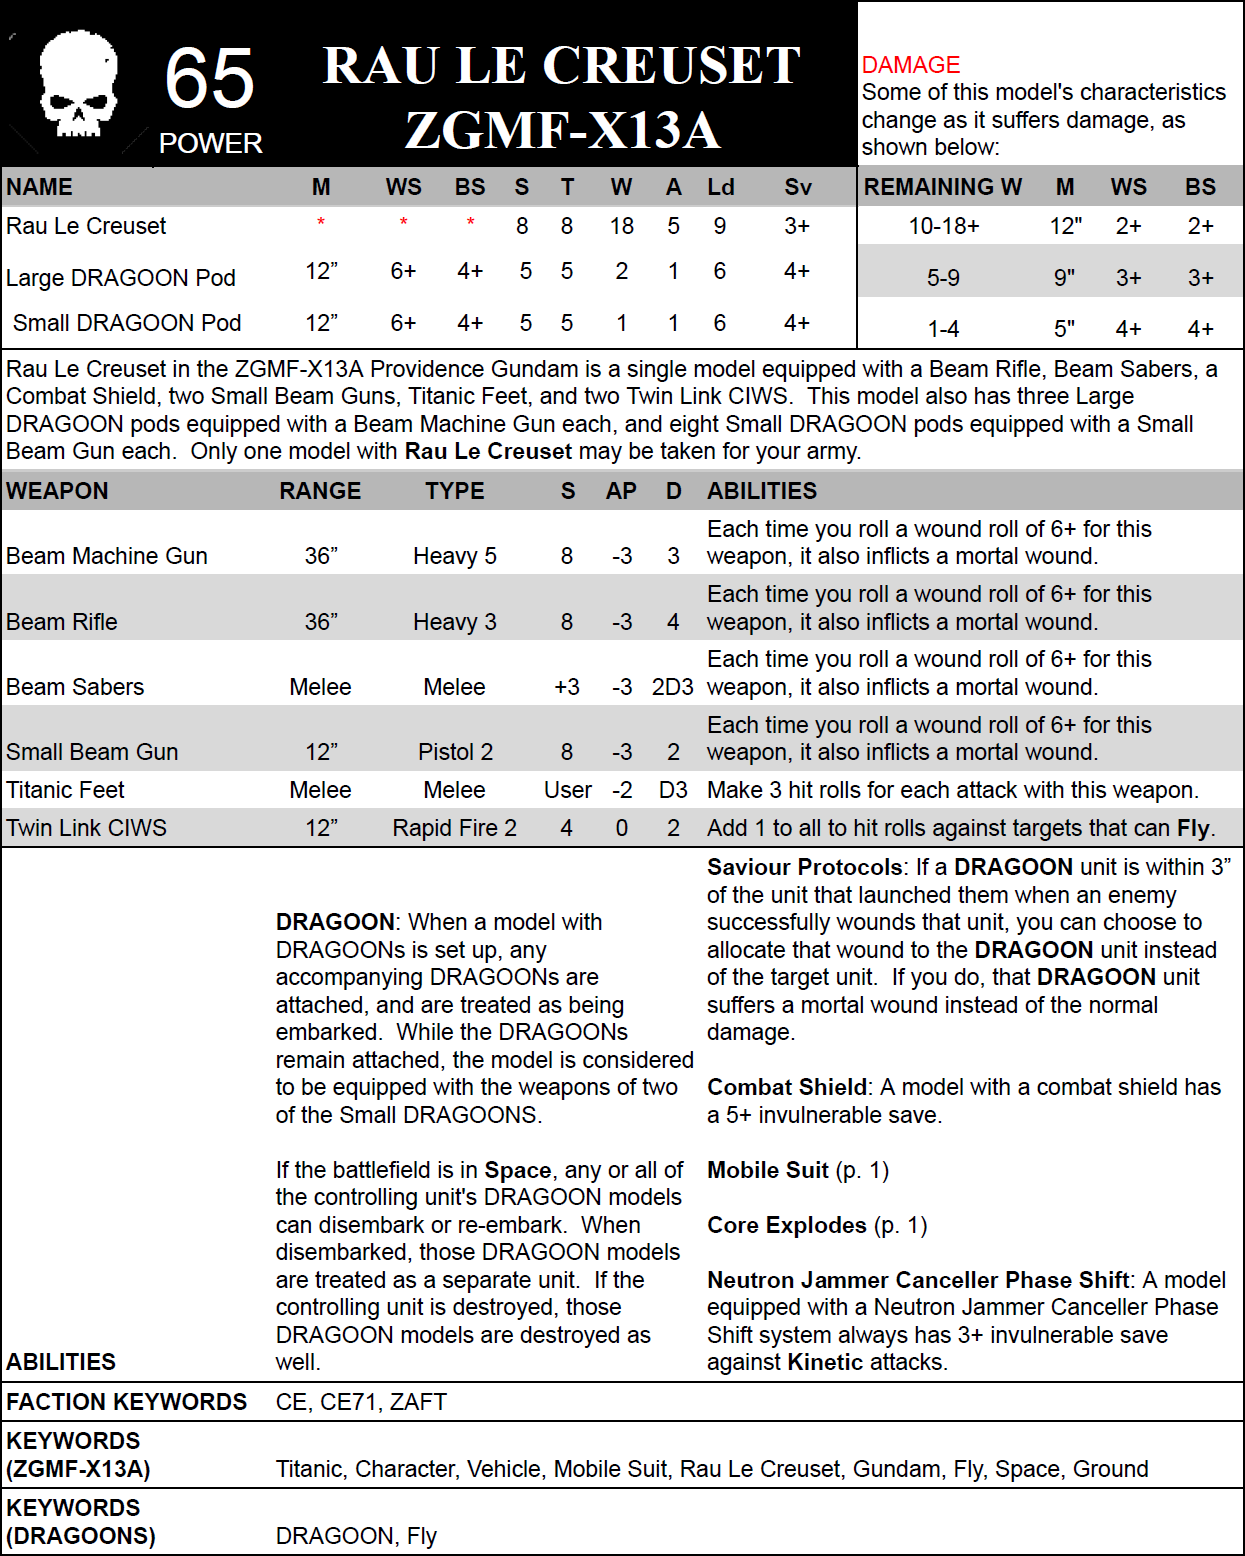 65
POWER
RAU LE CREUSET
ZGMF-X13A
DAMAGE
Some of this model's characteristics
change as it suffers damage, as
shown below:
NAME M WS BS S T W A Ld Sv
Rau Le Creuset * * * 8 8 18 5 9 3+
Large DRAGOON Pod 12” 6+ 4+ 5 5 2 1 6 4+
Small DRAGOON Pod 12” 6+ 4+ 5 5 1 1 6 4+
REMAINING W M WS BS
10-18+ 12" 2+ 2+
5-9 9" 3+ 3+
1-4 5" 4+ 4+
Rau Le Creuset in the ZGMF-X13A Providence Gundam is a single model equipped with a Beam Rifle, Beam Sabers, a
Combat Shield, two Small Beam Guns, Titanic Feet, and two Twin Link CIWS.  This model also has three Large
DRAGOON pods equipped with a Beam Machine Gun each, and eight Small DRAGOON pods equipped with a Small
Beam Gun each.  Only one model with Rau Le Creuset may be taken for your army.
WEAPON RANGE TYPE S AP D ABILITIES
Each time you roll a wound roll of 6+ for this
Beam Machine Gun 36” Heavy 5 8 -3 3 weapon, it also inflicts a mortal wound.
Each time you roll a wound roll of 6+ for this
Beam Rifle 36” Heavy 3 8 -3 4 weapon, it also inflicts a mortal wound.
Each time you roll a wound roll of 6+ for this
Beam Sabers Melee Melee +3 -3 2D3 weapon, it also inflicts a mortal wound.
Each time you roll a wound roll of 6+ for this
Small Beam Gun 12” Pistol 2 8 -3 2 weapon, it also inflicts a mortal wound.
Titanic Feet Melee Melee User -2 D3 Make 3 hit rolls for each attack with this weapon.
Twin Link CIWS 12” Rapid Fire 2 4 0 2 Add 1 to all to hit rolls against targets that can Fly.
ABILITIES
DRAGOON: When a model with
DRAGOONs is set up, any
accompanying DRAGOONs are
attached, and are treated as being
embarked.  While the DRAGOONs
remain attached, the model is considered
to be equipped with the weapons of two
of the Small DRAGOONS.
If the battlefield is in Space, any or all of
the controlling unit's DRAGOON models
can disembark or re-embark.  When
disembarked, those DRAGOON models
are treated as a separate unit.  If the
controlling unit is destroyed, those
DRAGOON models are destroyed as
well.
Saviour Protocols: If a DRAGOON unit is within 3”
of the unit that launched them when an enemy
successfully wounds that unit, you can choose to
allocate that wound to the DRAGOON unit instead
of the target unit.  If you do, that DRAGOON unit
suffers a mortal wound instead of the normal
damage.
Combat Shield: A model with a combat shield has
a 5+ invulnerable save.
Mobile Suit (p. 1)
Core Explodes (p. 1)
Neutron Jammer Canceller Phase Shift: A model
equipped with a Neutron Jammer Canceller Phase
Shift system always has 3+ invulnerable save
against Kinetic attacks.
FACTION KEYWORDS CE, CE71, ZAFT
KEYWORDS
(ZGMF-X13A) Titanic, Character, Vehicle, Mobile Suit, Rau Le Creuset, Gundam, Fly, Space, Ground
KEYWORDS
(DRAGOONS) DRAGOON, Fly